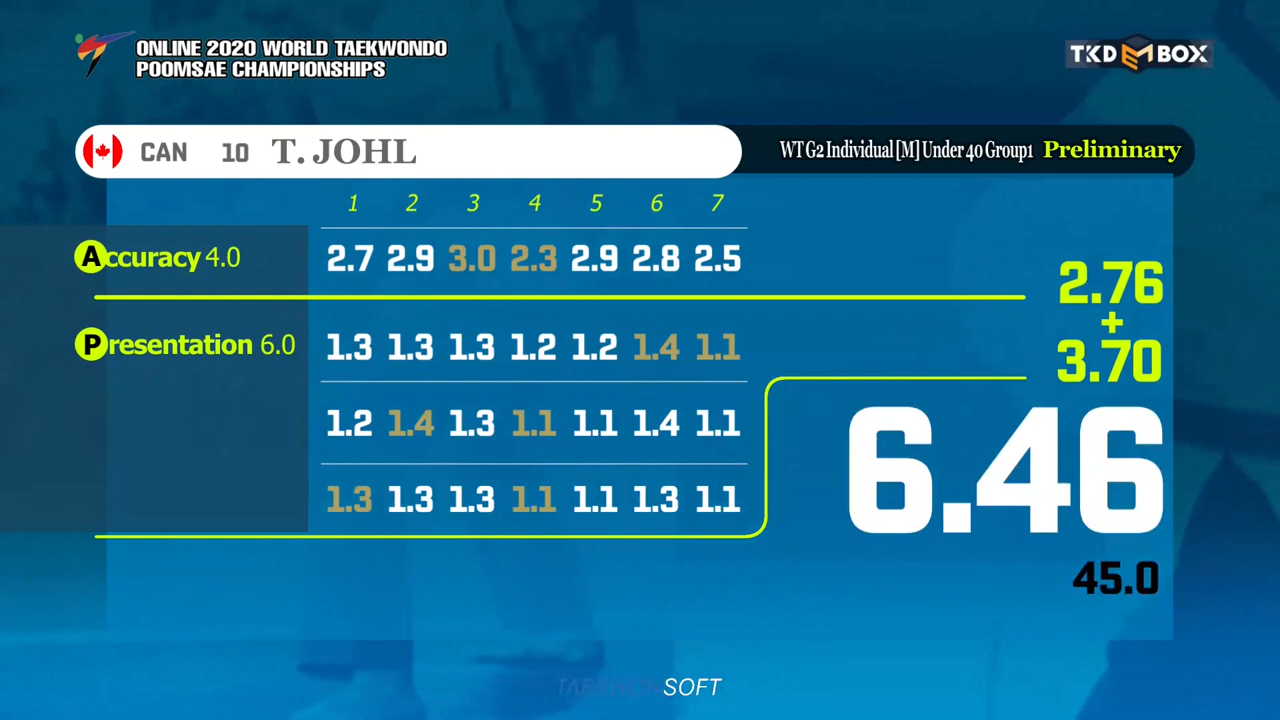 ONLINE 2020 WORLD TAEKWONDO
POOMSAE CHAMPIONSHIPS
TKD BOX
CAN 10 T. JOHL
WT G2 Individual [M] Under 40 Group1 Preliminary
1 2 3 4 5 6 7
Accuracy 4.0 2.7 2.9 3.0 2.3 2.9 2.8 2.5
2.76
+
Presentation 6.0 1.3 1.3 1.3 1.2 1.2 1.4 1.1
3.70
1.2 1.4 1.3 1.1 1.1 1.4 1.1
6.46
1.3 1.3 1.3 1.1 1.1 1.3 1.1
45.0
TAEKWONSOFT